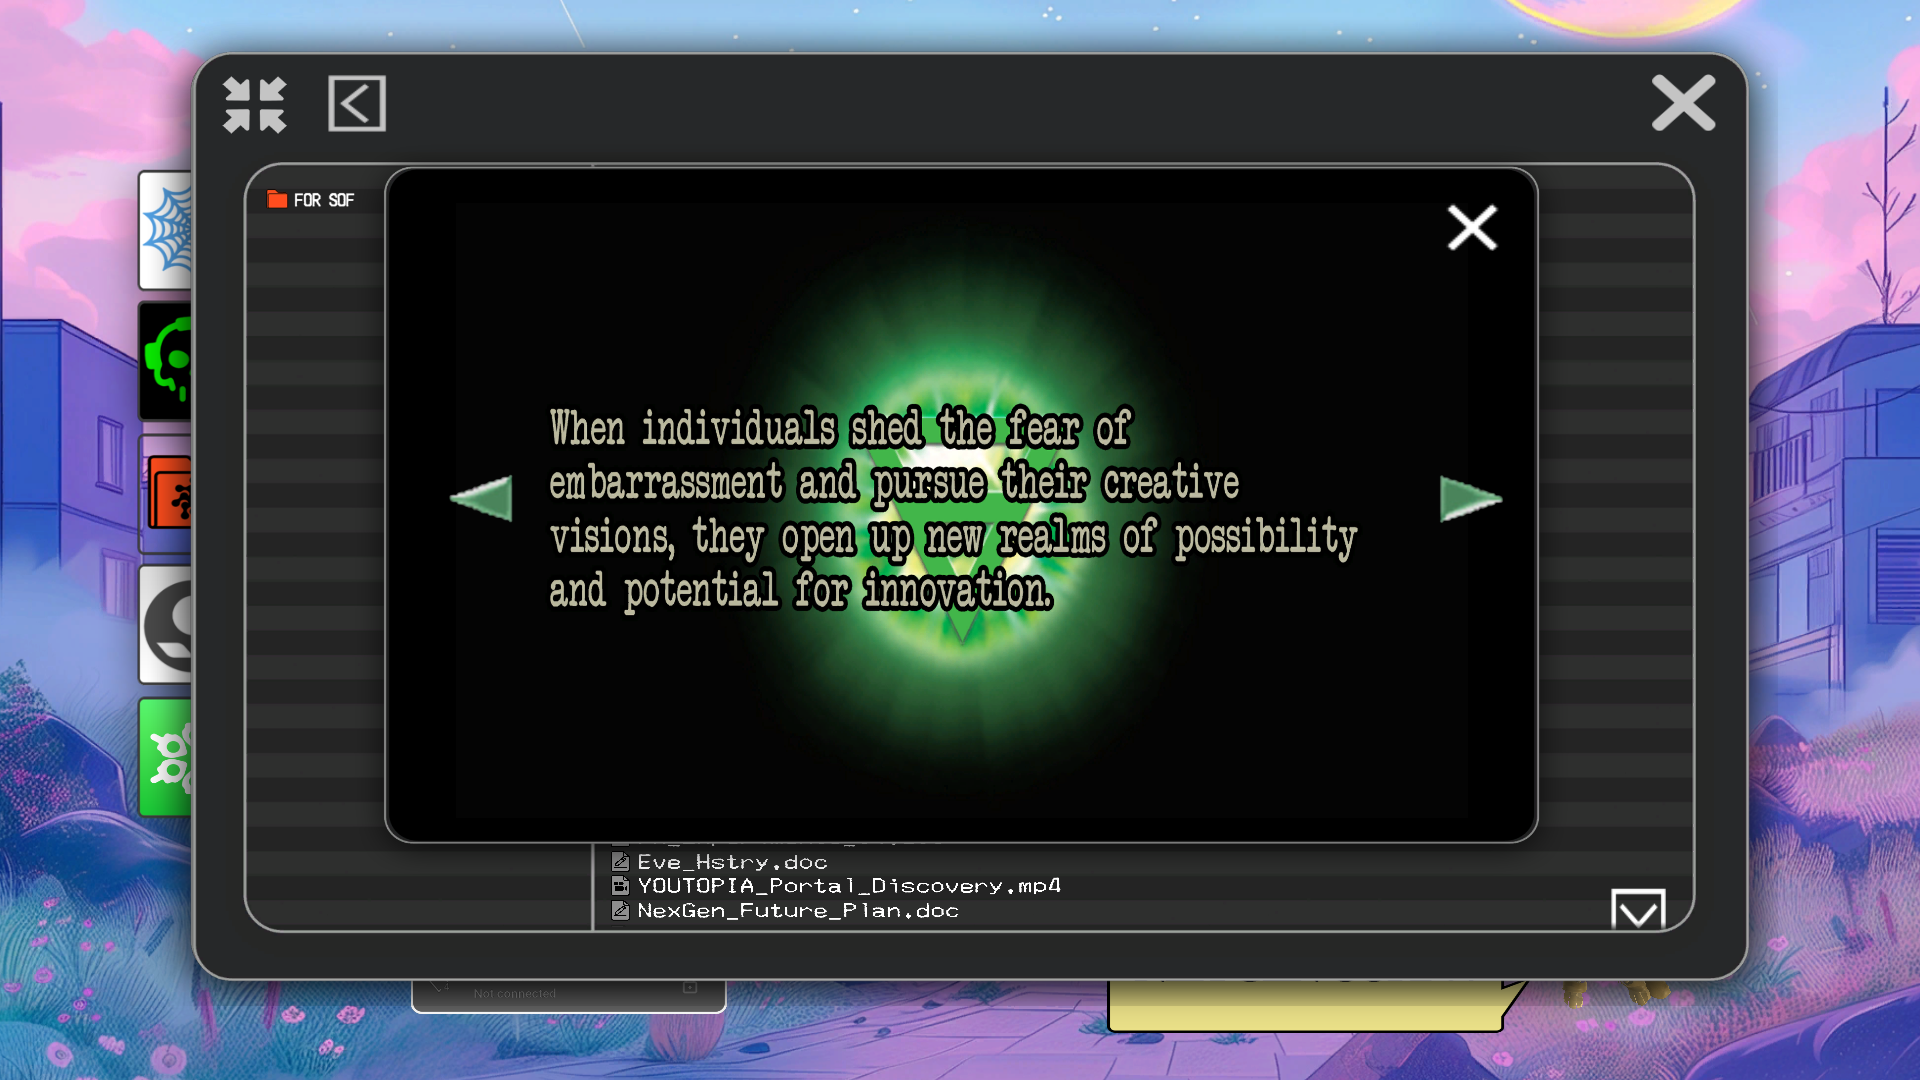 FOR SOF
When individuals shed the fear of
embarrassment and pursue their creative
visions, they open up new realms of possibility
and potential for innovation.
Eve_Hstry.doc
YOUTOPIA_Portal_Discovery.mp4
NexGen_Future_Plan.doc
Not connected